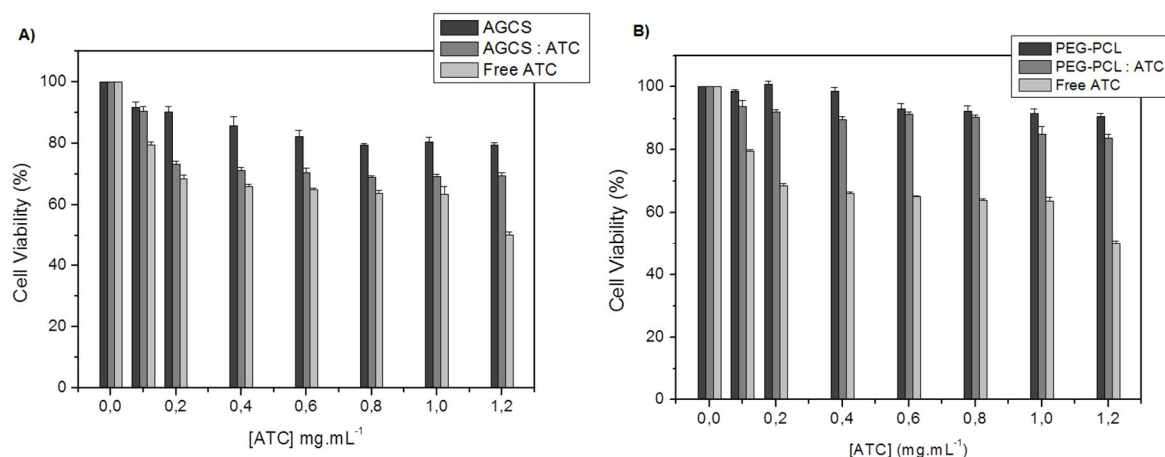 A)
AGCS
AGCS : ATC
Free ATC
Cell Viability (%)
100
80
60
40
20
0
0,0 0,2 0,4 0,6 0,8 1,0 1,2
[ATC] mg.mL⁻¹
B)
PEG-PCL
PEG-PCL : ATC
Free ATC
Cell Viability (%)
100
80
60
40
20
0
0,0 0,2 0,4 0,6 0,8 1,0 1,2
[ATC] (mg.mL⁻¹)